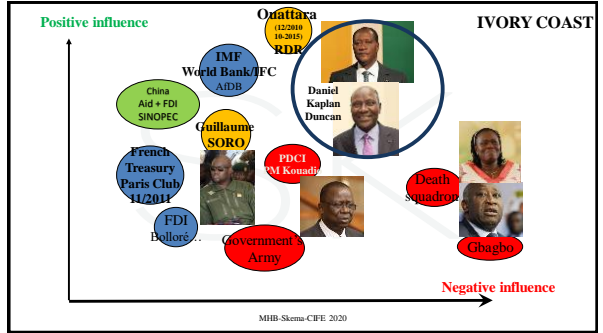 Positive influence
IVORY COAST
Ouattara
(12/2010
10-2015)
RDR
IMF
World Bank/IFC
AfDB
China
Aid + FDI
SINOPEC
Daniel
Kaplan
Duncan
Guillaume
SORO
French
Treasury
Paris Club
11/2011
PDCI
PM Kouadio
Death
squadron
FDI
Bolloré…
Government's
Army
Gbagbo
Negative influence
MHB-Skema-CIFE 2020